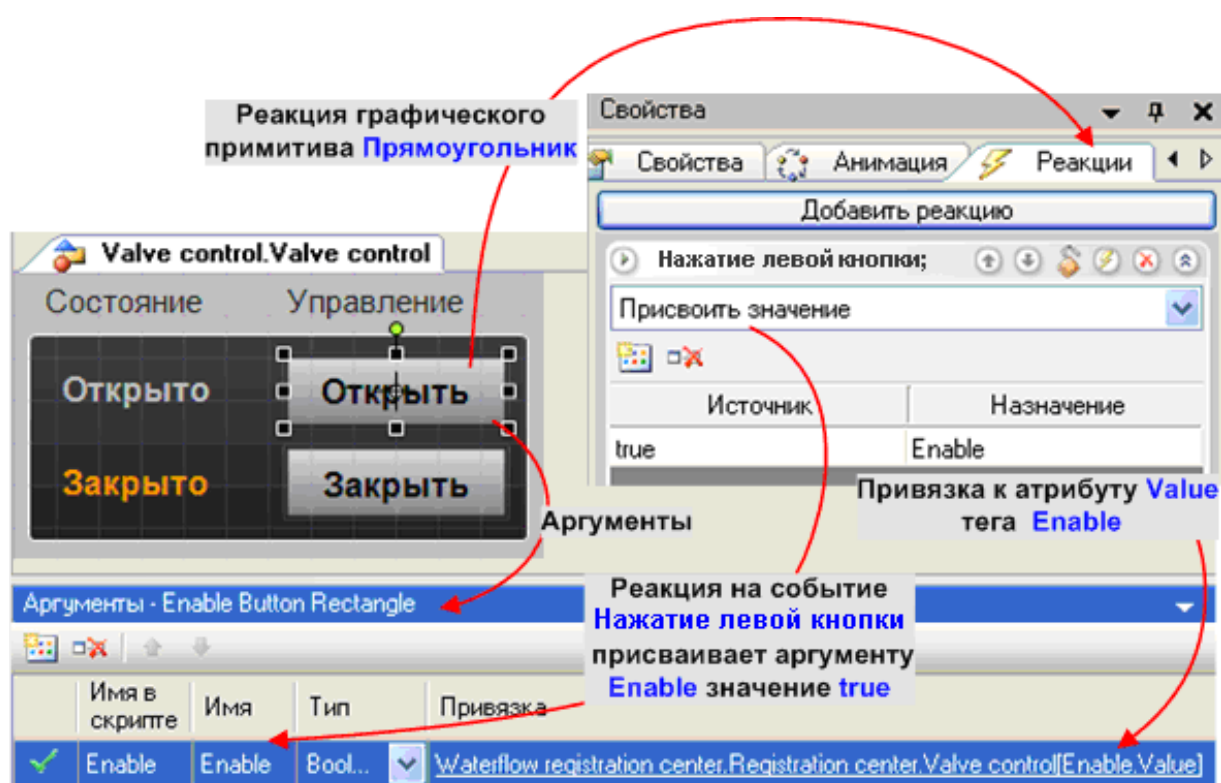 Реакция графического
примитива Прямоугольник
Свойства
Свойства Анимация Реакции
Добавить реакцию
Valve control.Valve control
Нажатие левой кнопки;
Состояние Управление
Присвоить значение
Открыто Открыть
Источник Назначение
true Enable
Закрыто Закрыть
Привязка к атрибуту Value
тега Enable
Аргументы
Реакция на событие
Нажатие левой кнопки
присваивает аргументу
Enable значение true
Аргументы - Enable Button Rectangle
Имя в
скрипте Имя Тип Привязка
Enable Enable Bool... Waterflow registration center.Registration center.Valve control[Enable.Value]